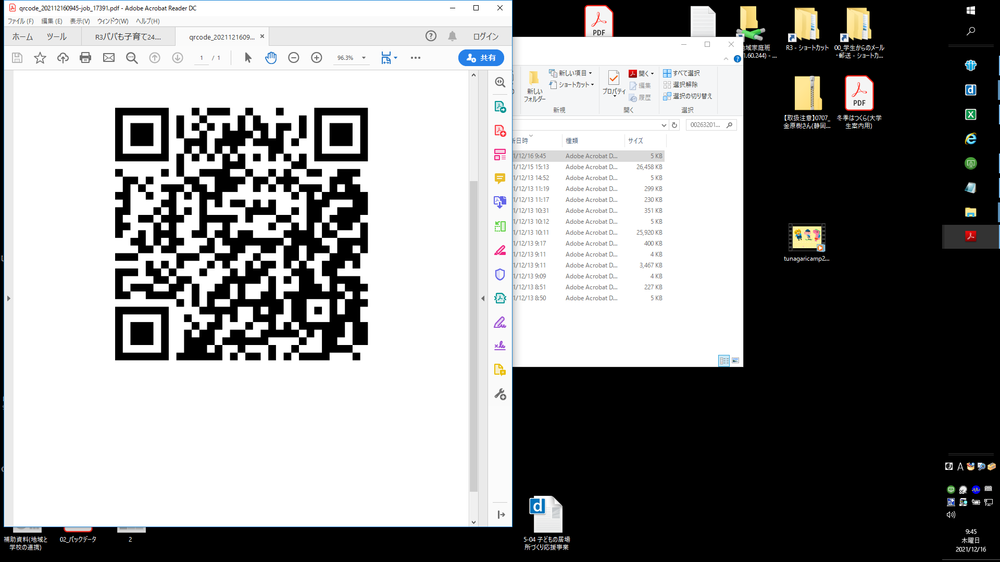 qrcode_202112160945-job_17391.pdf - Adobe Acrobat Reader DC
ファイル(F) 編集(E) 表示(V) ウィンドウ(W) ヘルプ(H)
ホーム ツール R3パパも子育て24.... qrcode_2021121609... ログイン
1 / 1 96.3% 共有
新しい
フォルダー
新しい項目
ショートカット
新規
プロパティ
開く
編集
履歴
開く
すべて選択
選択解除
選択の切り替え
選択
00263201...
新日時 種類 サイズ
1/12/16 9:45 Adobe Acrobat D... 5 KB
1/12/15 15:13 Adobe Acrobat D... 26,458 KB
1/12/13 14:52 Adobe Acrobat D... 5 KB
1/12/13 11:19 Adobe Acrobat D... 299 KB
1/12/13 11:17 Adobe Acrobat D... 230 KB
1/12/13 10:31 Adobe Acrobat D... 351 KB
1/12/13 10:12 Adobe Acrobat D... 5 KB
1/12/13 10:11 Adobe Acrobat D... 25,920 KB
1/12/13 9:17 Adobe Acrobat D... 400 KB
1/12/13 9:11 Adobe Acrobat D... 4 KB
1/12/13 9:11 Adobe Acrobat D... 3,467 KB
1/12/13 9:09 Adobe Acrobat D... 4 KB
1/12/13 8:51 Adobe Acrobat D... 227 KB
1/12/13 8:50 Adobe Acrobat D... 5 KB
PDF
域家庭班
1.60.244) - ...
R3 - ショートカット
00_学生からのメール
・郵送 - ショートカ...
【取扱注意】0707_
金原樹さん(静岡...
PDF
冬季はつくら(大学
生案内用)
tunagaricamp2...
補助資料(地域と
学校の連携)
02_バックデータ
2
5-04 子どもの居場
所づくり応援事業
A
9:45
木曜日
2021/12/16